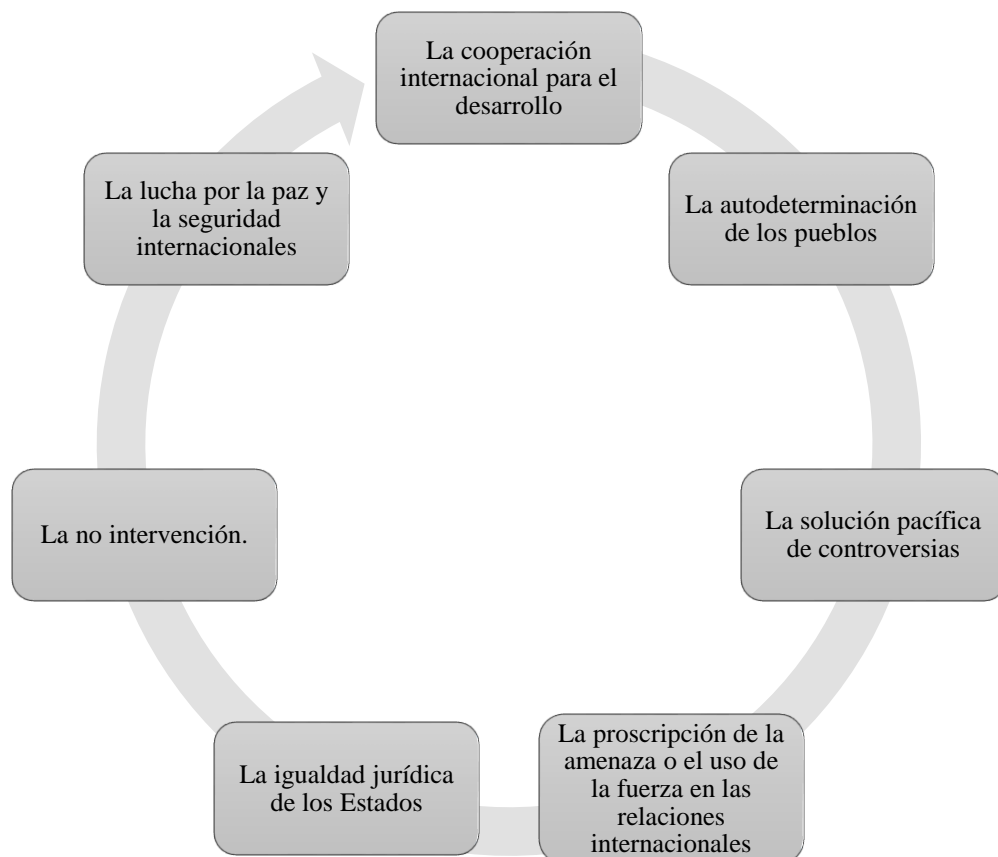 La cooperación
internacional para el
desarrollo
La autodeterminación
de los pueblos
La solución pacífica
de controversias
La proscripción de la
amenaza o el uso de
la fuerza en las
relaciones
internacionales
La igualdad jurídica
de los Estados
La no intervención.
La lucha por la paz y
la seguridad
internacionales